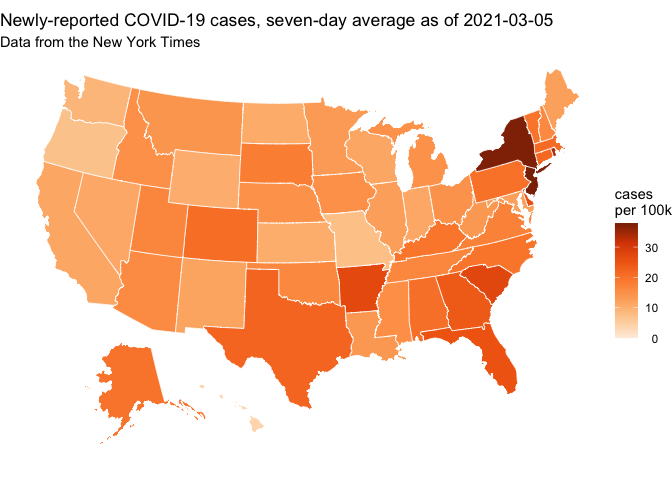 Newly-reported COVID-19 cases, seven-day average as of 2021-03-05
Data from the New York Times
cases
per 100k
30
20
10
0